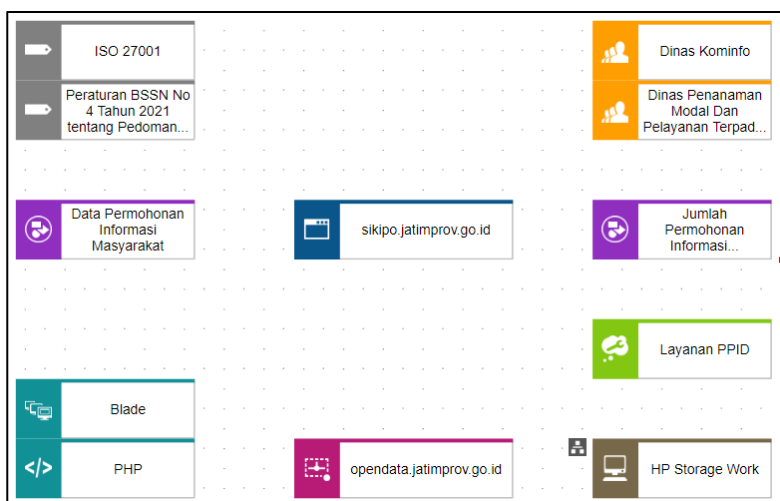 ISO 27001
Dinas Kominfo
Peraturan BSSN No
4 Tahun 2021
tentang Pedoman...
Dinas Penanaman
Modal Dan
Pelayanan Terpad...
Data Permohonan
Informasi
Masyarakat
sikipo.jatimprov.go.id
Jumlah
Permohonan
Informasi...
Layanan PPID
Blade
</> PHP
opendata.jatimprov.go.id
HP Storage Work